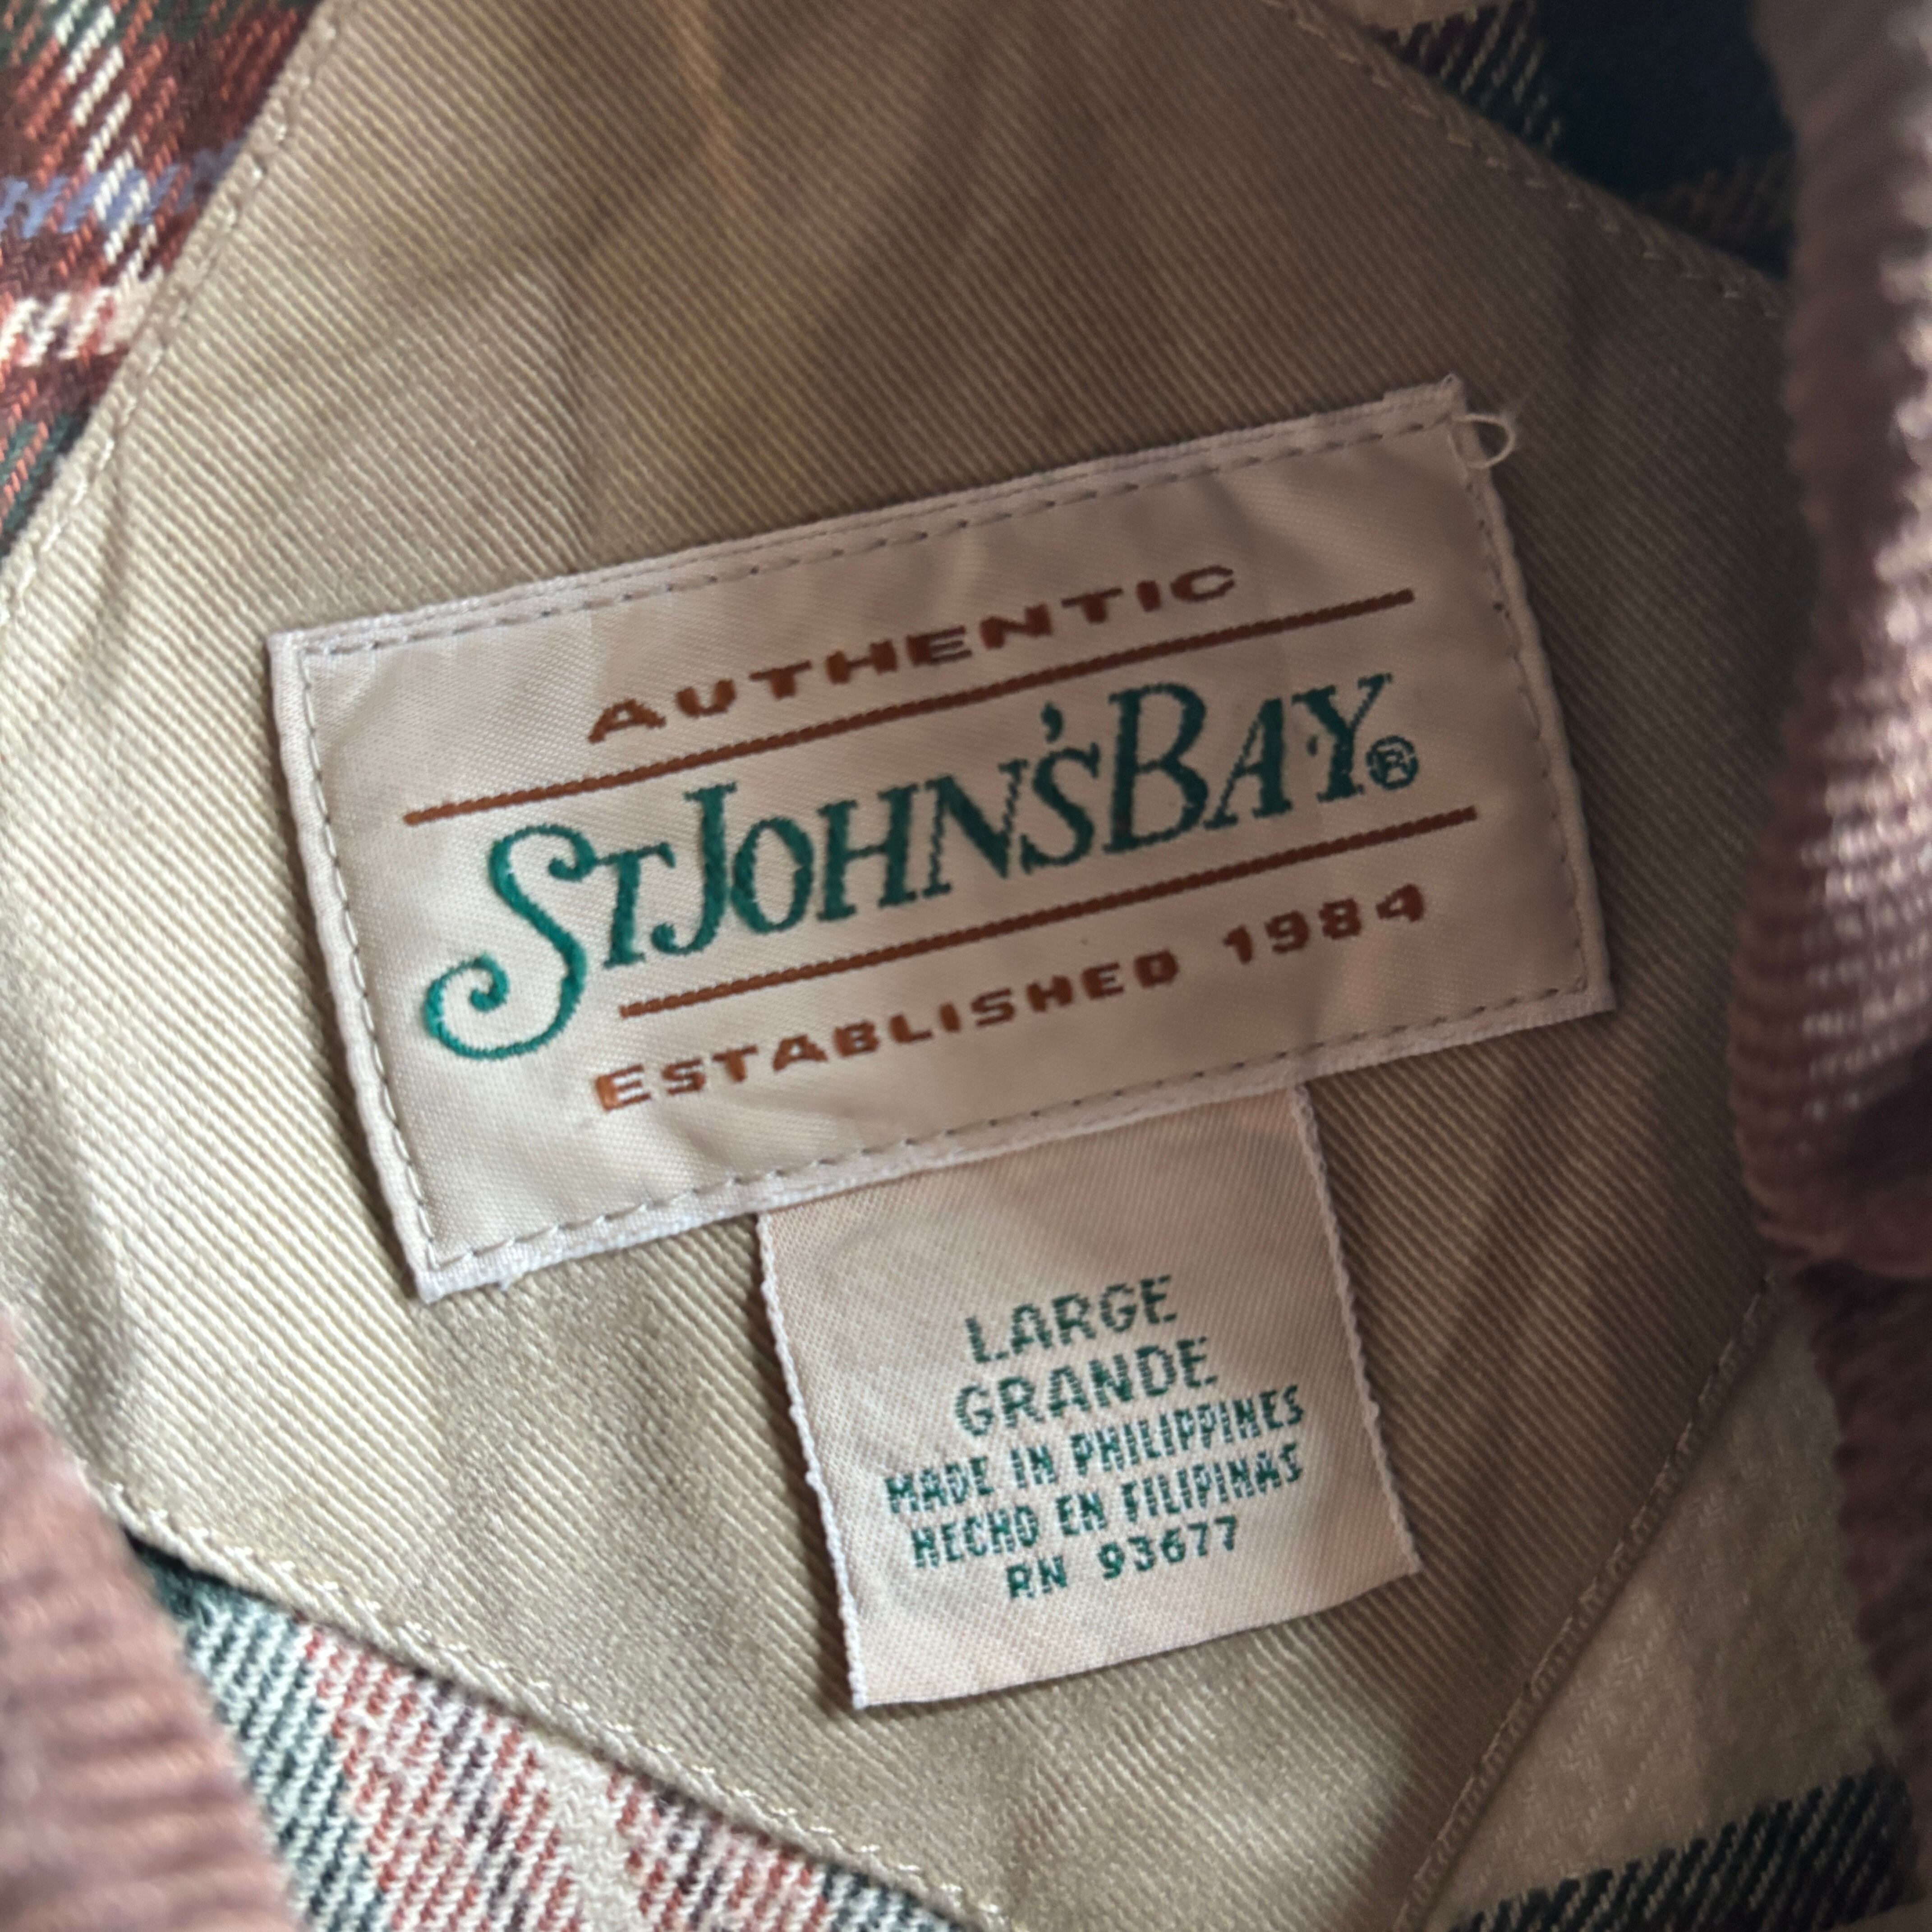 AUTHENTIC
ST JOHN'S BAY®
ESTABLISHED 1984
LARGE
GRANDE
MADE IN PHILIPPINES
HECHO EN FILIPINAS
RN 93677